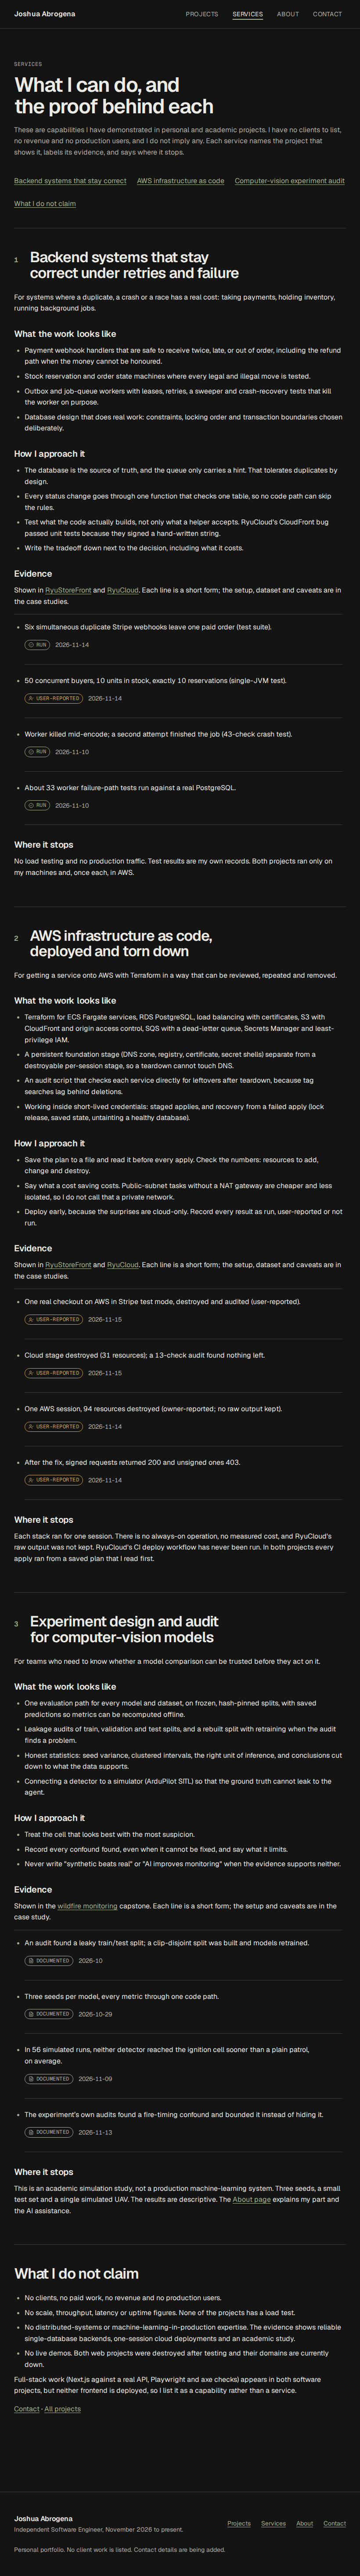 Joshua Abrogena
PROJECTS SERVICES ABOUT CONTACT
SERVICES
What I can do, and
the proof behind each
These are capabilities I have demonstrated in personal and academic projects. I have no clients to list,
no revenue and no production users, and I do not imply any. Each service names the project that
shows it, labels its evidence, and says where it stops.
Backend systems that stay correct AWS infrastructure as code Computer-vision experiment audit
What I do not claim
1 Backend systems that stay
correct under retries and failure
For systems where a duplicate, a crash or a race has a real cost: taking payments, holding inventory,
running background jobs.
What the work looks like
• Payment webhook handlers that are safe to receive twice, late, or out of order, including the refund
path when the money cannot be honoured.
• Stock reservation and order state machines where every legal and illegal move is tested.
• Outbox and job-queue workers with leases, retries, a sweeper and crash-recovery tests that kill
the worker on purpose.
• Database design that does real work: constraints, locking order and transaction boundaries chosen
deliberately.
How I approach it
• The database is the source of truth, and the queue only carries a hint. That tolerates duplicates by
design.
• Every status change goes through one function that checks one table, so no code path can skip
the rules.
• Test what the code actually builds, not only what a helper accepts. RyuCloud's CloudFront bug
passed unit tests because they signed a hand-written string.
• Write the tradeoff down next to the decision, including what it costs.
Evidence
Shown in RyuStoreFront and RyuCloud. Each line is a short form; the setup, dataset and caveats are in
the case studies.
• Six simultaneous duplicate Stripe webhooks leave one paid order (test suite).
RUN 2026-11-14
• 50 concurrent buyers, 10 units in stock, exactly 10 reservations (single-JVM test).
USER-REPORTED 2026-11-14
• Worker killed mid-encode; a second attempt finished the job (43-check crash test).
RUN 2026-11-10
• About 33 worker failure-path tests run against a real PostgreSQL.
RUN 2026-11-10
Where it stops
No load testing and no production traffic. Test results are my own records. Both projects ran only on
my machines and, once each, in AWS.
2 AWS infrastructure as code,
deployed and torn down
For getting a service onto AWS with Terraform in a way that can be reviewed, repeated and removed.
What the work looks like
• Terraform for ECS Fargate services, RDS PostgreSQL, load balancing with certificates, S3 with
CloudFront and origin access control, SQS with a dead-letter queue, Secrets Manager and least-
privilege IAM.
• A persistent foundation stage (DNS zone, registry, certificate, secret shells) separate from a
destroyable per-session stage, so a teardown cannot touch DNS.
• An audit script that checks each service directly for leftovers after teardown, because tag
searches lag behind deletions.
• Working inside short-lived credentials: staged applies, and recovery from a failed apply (lock
release, saved state, untainting a healthy database).
How I approach it
• Save the plan to a file and read it before every apply. Check the numbers: resources to add,
change and destroy.
• Say what a cost saving costs. Public-subnet tasks without a NAT gateway are cheaper and less
isolated, so I do not call that a private network.
• Deploy early, because the surprises are cloud-only. Record every result as run, user-reported or not
run.
Evidence
Shown in RyuStoreFront and RyuCloud. Each line is a short form; the setup, dataset and caveats are in
the case studies.
• One real checkout on AWS in Stripe test mode, destroyed and audited (user-reported).
USER-REPORTED 2026-11-15
• Cloud stage destroyed (31 resources); a 13-check audit found nothing left.
USER-REPORTED 2026-11-15
• One AWS session, 94 resources destroyed (owner-reported; no raw output kept).
USER-REPORTED 2026-11-14
• After the fix, signed requests returned 200 and unsigned ones 403.
USER-REPORTED 2026-11-14
Where it stops
Each stack ran for one session. There is no always-on operation, no measured cost, and RyuCloud's
raw output was not kept. RyuCloud's CI deploy workflow has never been run. In both projects every
apply ran from a saved plan that I read first.
3 Experiment design and audit
for computer-vision models
For teams who need to know whether a model comparison can be trusted before they act on it.
What the work looks like
• One evaluation path for every model and dataset, on frozen, hash-pinned splits, with saved
predictions so metrics can be recomputed offline.
• Leakage audits of train, validation and test splits, and a rebuilt split with retraining when the audit
finds a problem.
• Honest statistics: seed variance, clustered intervals, the right unit of inference, and conclusions cut
down to what the data supports.
• Connecting a detector to a simulator (ArduPilot SITL) so that the ground truth cannot leak to the
agent.
How I approach it
• Treat the cell that looks best with the most suspicion.
• Record every confound found, even when it cannot be fixed, and say what it limits.
• Never write "synthetic beats real" or "AI improves monitoring" when the evidence supports neither.
Evidence
Shown in the wildfire monitoring capstone. Each line is a short form; the setup and caveats are in the
case study.
• An audit found a leaky train/test split; a clip-disjoint split was built and models retrained.
DOCUMENTED 2026-10
• Three seeds per model, every metric through one code path.
DOCUMENTED 2026-10-29
• In 56 simulated runs, neither detector reached the ignition cell sooner than a plain patrol,
on average.
DOCUMENTED 2026-11-09
• The experiment's own audits found a fire-timing confound and bounded it instead of hiding it.
DOCUMENTED 2026-11-13
Where it stops
This is an academic simulation study, not a production machine-learning system. Three seeds, a small
test set and a single simulated UAV. The results are descriptive. The About page explains my part and
the AI assistance.
What I do not claim
• No clients, no paid work, no revenue and no production users.
• No scale, throughput, latency or uptime figures. None of the projects has a load test.
• No distributed-systems or machine-learning-in-production expertise. The evidence shows reliable
single-database backends, one-session cloud deployments and an academic study.
• No live demos. Both web projects were destroyed after testing and their domains are currently
down.
Full-stack work (Next.js against a real API, Playwright and axe checks) appears in both software
projects, but neither frontend is deployed, so I list it as a capability rather than a service.
Contact · All projects
Joshua Abrogena
Independent Software Engineer, November 2026 to present.
Projects Services About Contact
Personal portfolio. No client work is listed. Contact details are being added.